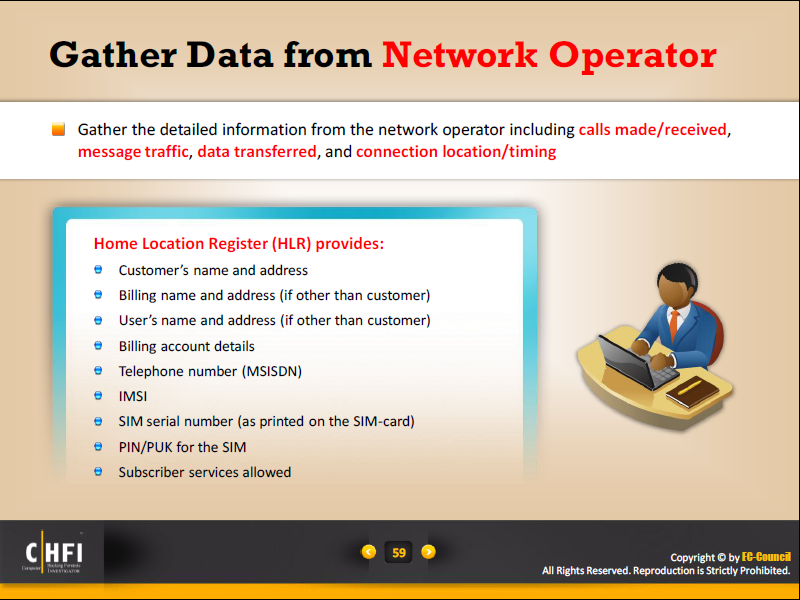 Gather Data from Network Operator
Gather the detailed information from the network operator including calls made/received,
message traffic, data transferred, and connection location/timing
Home Location Register (HLR) provides:
Customer’s name and address
Billing name and address (if other than customer)
User’s name and address (if other than customer)
Billing account details
Telephone number (MSISDN)
IMSI
SIM serial number (as printed on the SIM-card)
PIN/PUK for the SIM
Subscriber services allowed
CHFI
Computer Hacking Forensic
INVESTIGATOR
59
Copyright © by EC-Council
All Rights Reserved. Reproduction is Strictly Prohibited.